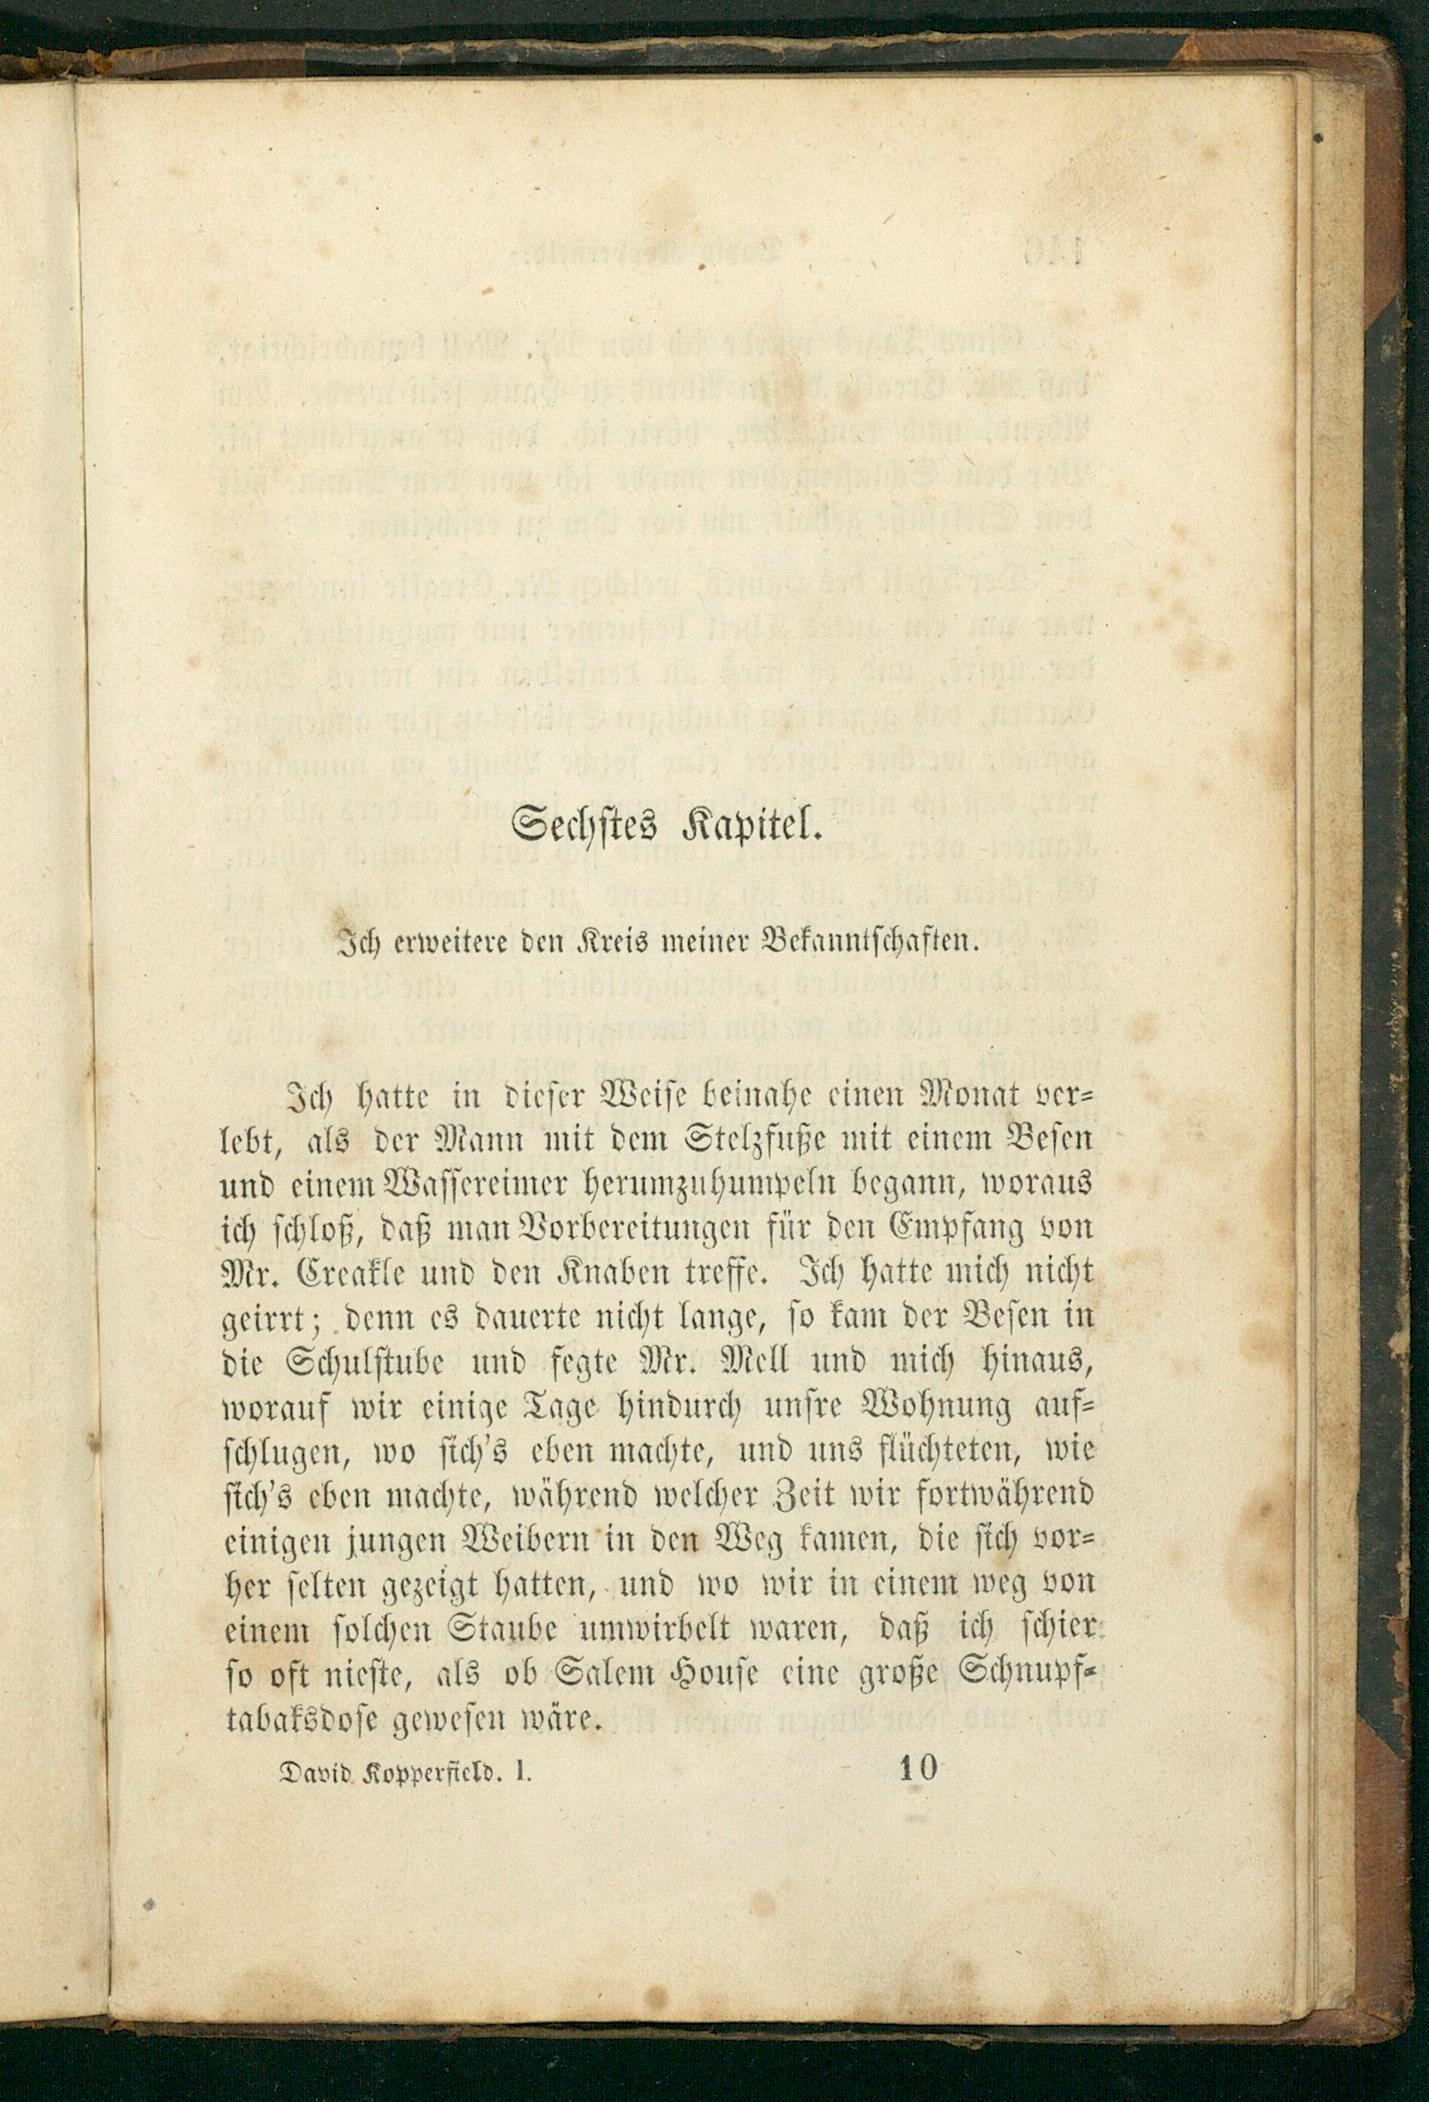 Sechstes Kapitel.
Ich erweitere den Kreis meiner Bekanntschaften.
Ich hatte in dieser Weise beinahe einen Monat ver=
lebt, als der Mann mit dem Stelzfuße mit einem Besen
und einem Wassereimer herumzuhumpeln begann, woraus
ich schloß, daß man Vorbereitungen für den Empfang von
Mr. Creakle und den Knaben treffe. Ich hatte mich nicht
geirrt; denn es dauerte nicht lange, so kam der Besen in
die Schulstube und fegte Mr. Mell und mich hinaus,
worauf wir einige Tage hindurch unsre Wohnung auf=
schlugen, wo sich's eben machte, und uns flüchteten, wie
sich's eben machte, während welcher Zeit wir fortwährend
einigen jungen Weibern in den Weg kamen, die sich vor=
her selten gezeigt hatten, und wo wir in einem weg von
einem solchen Staube umwirbelt waren, daß ich schier
so oft nieste, als ob Salem House eine große Schnupf=
tabaksdose gewesen wäre.
David Kopperfield. I. 10